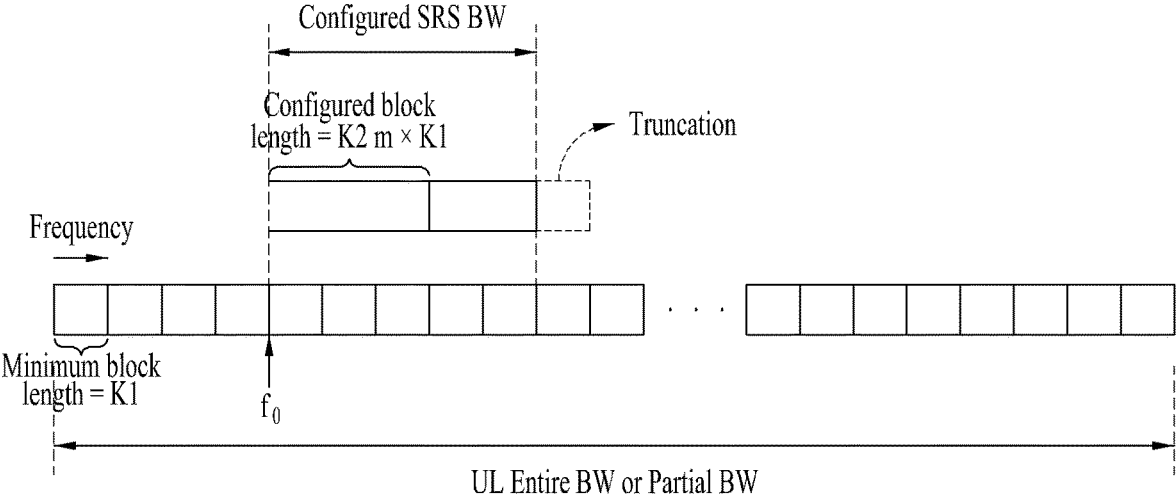 Configured SRS BW
Configured block
length = K2 m × K1
Truncation
Frequency
Minimum block
length = K1
f0
. . .
UL Entire BW or Partial BW